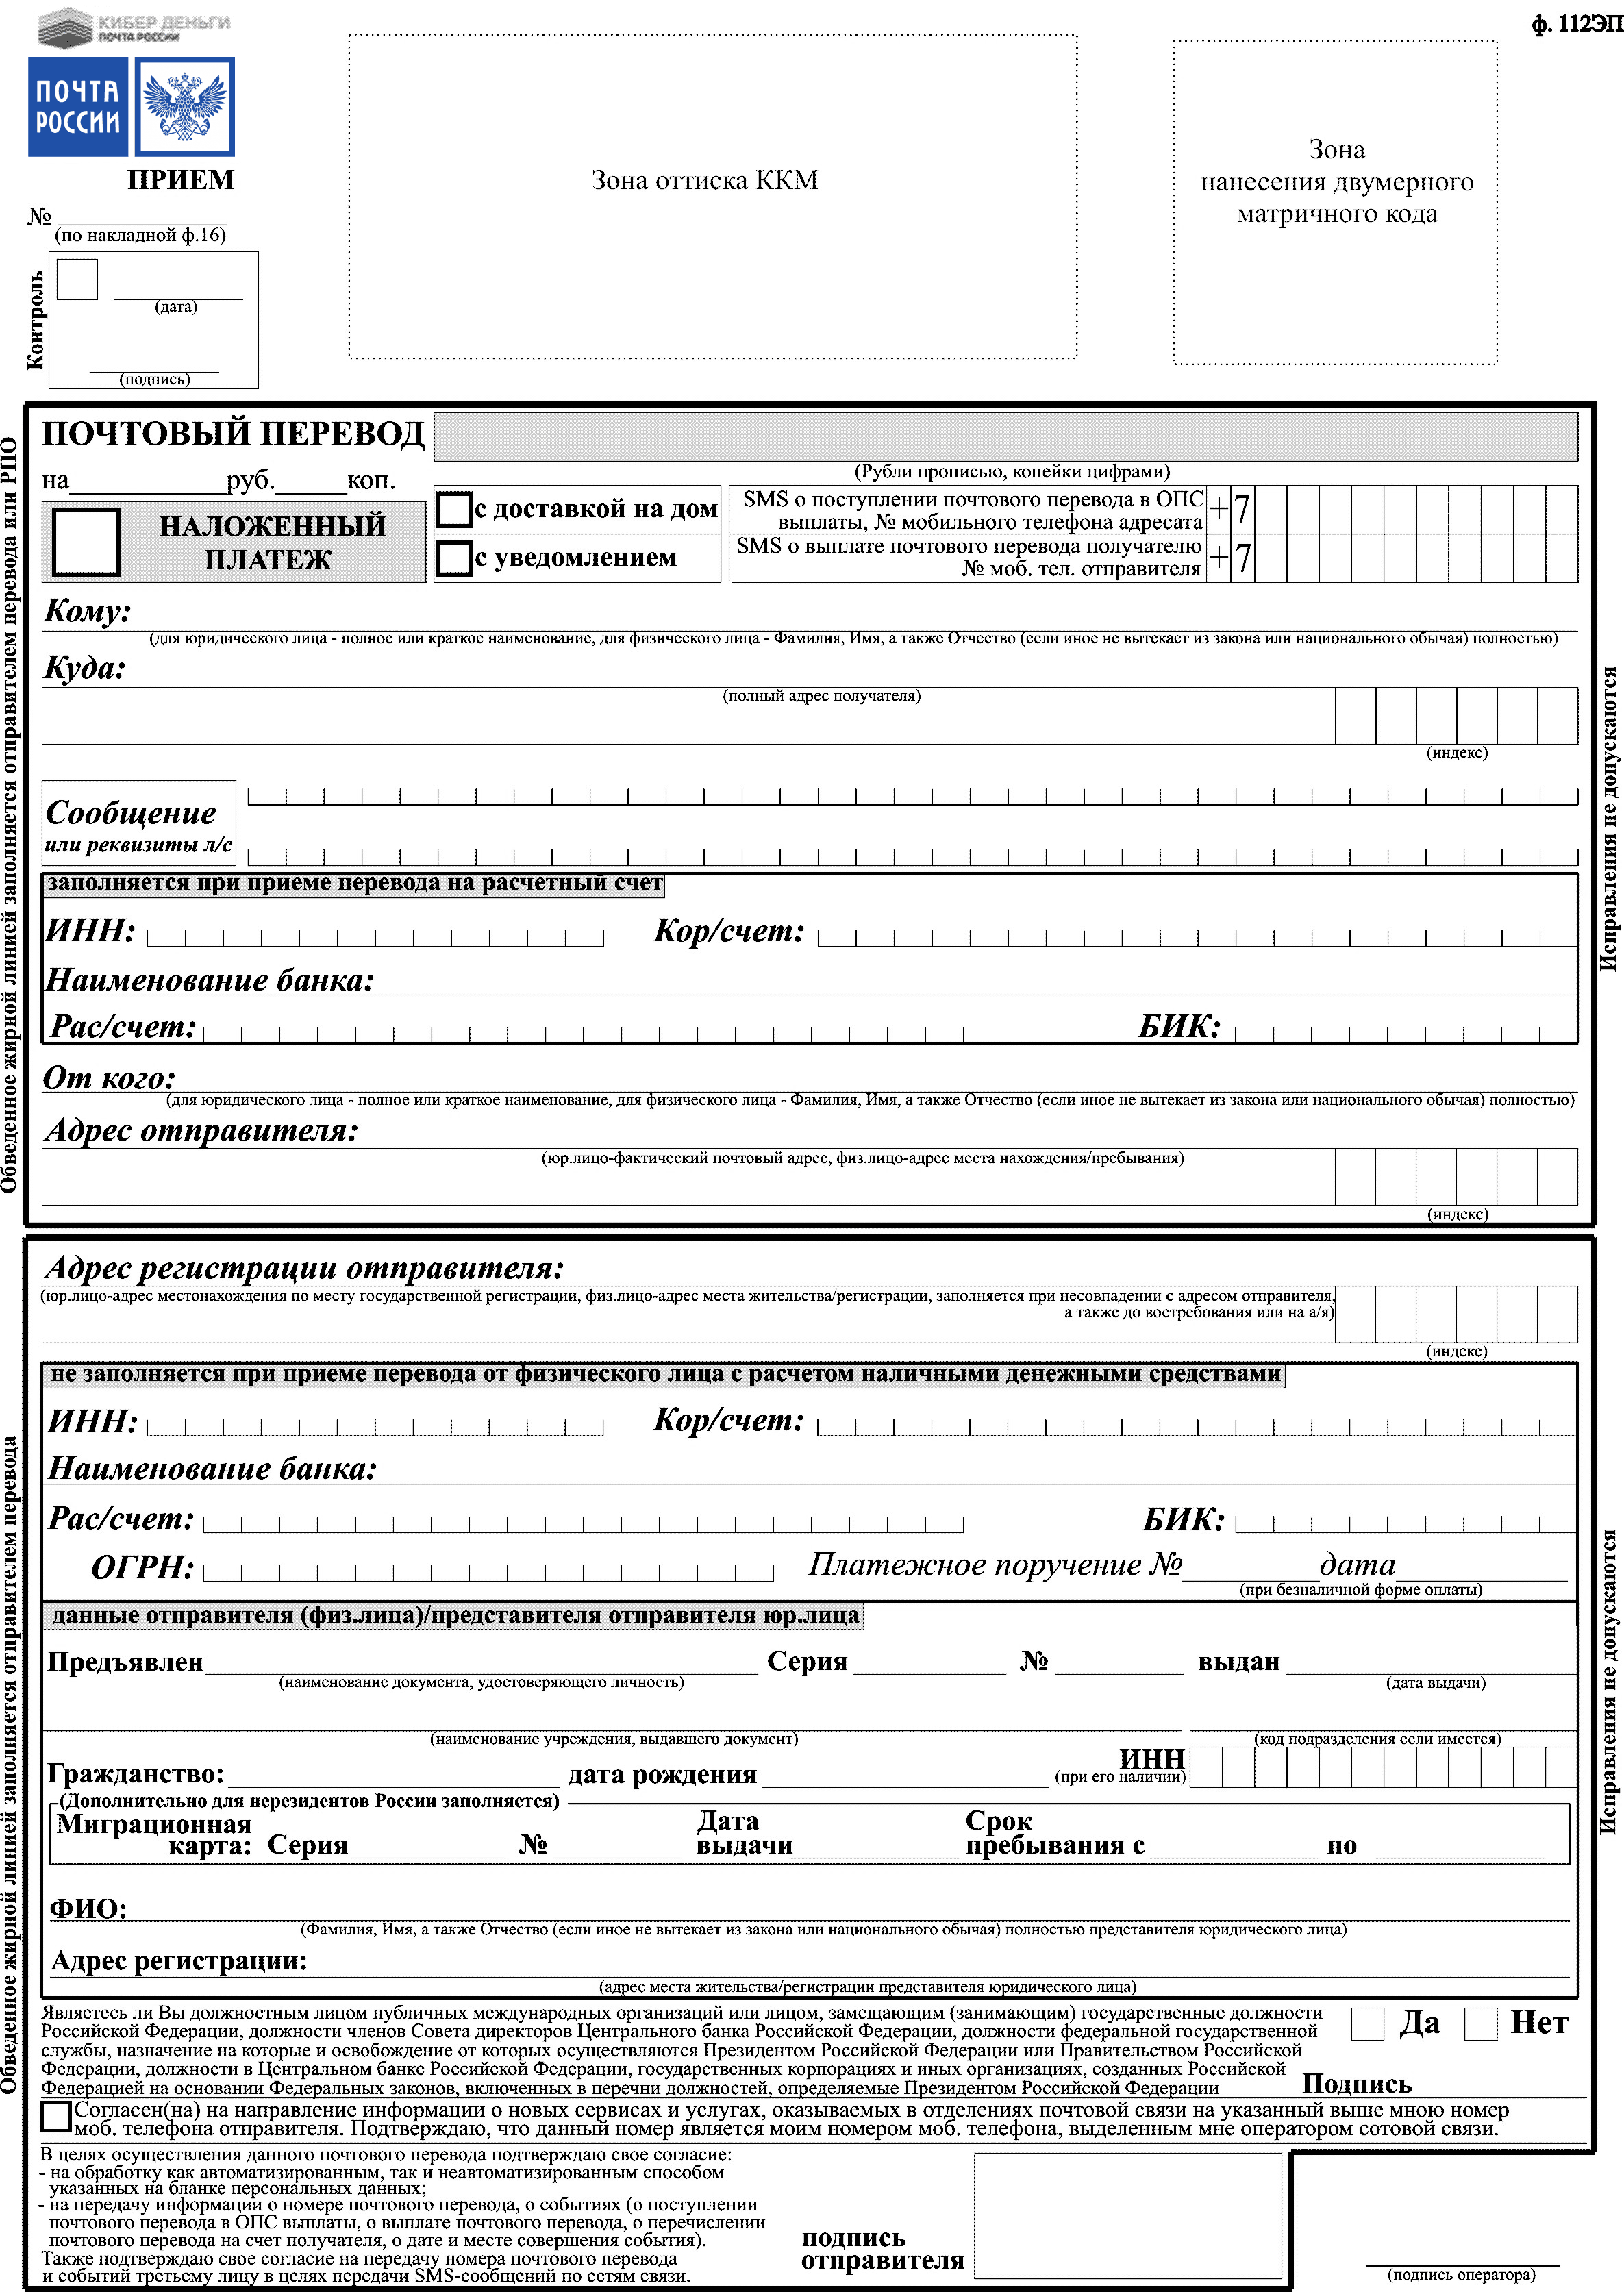 КИБЕР ДЕНЬГИ
ПОЧТА РОССИИ
ф. 112ЭП
ПОЧТА
РОССИИ
ПРИЕМ
№
(по накладной ф.16)
Контроль
(дата)
(подпись)
Зона оттиска ККМ
Зона
нанесения двумерного
матричного кода
Обведенное жирной линией заполняется отправителем перевода или РПО
ПОЧТОВЫЙ ПЕРЕВОД
(Рубли прописью, копейки цифрами)
на руб. коп.
НАЛОЖЕННЫЙ
ПЛАТЕЖ
с доставкой на дом
с уведомлением
SMS о поступлении почтового перевода в ОПС
выплаты, № мобильного телефона адресата +7
SMS о выплате почтового перевода получателю
№ моб. тел. отправителя +7
Кому:
(для юридического лица - полное или краткое наименование, для физического лица - Фамилия, Имя, а также Отчество (если иное не вытекает из закона или национального обычая) полностью)
Куда:
(полный адрес получателя)
(индекс)
Исправления не допускаются
Сообщение
или реквизиты л/с
заполняется при приеме перевода на расчетный счет
ИНН: Кор/счет:
Наименование банка:
Рас/счет: БИК:
От кого:
(для юридического лица - полное или краткое наименование, для физического лица - Фамилия, Имя, а также Отчество (если иное не вытекает из закона или национального обычая) полностью)
Адрес отправителя:
(юр.лицо-фактический почтовый адрес, физ.лицо-адрес места нахождения/пребывания)
(индекс)
Обведенное жирной линией заполняется отправителем перевода
Адрес регистрации отправителя:
(юр.лицо-адрес местонахождения по месту государственной регистрации, физ.лицо-адрес места жительства/регистрации, заполняется при несовпадении с адресом отправителя,
а также до востребования или на а/я)
(индекс)
не заполняется при приеме перевода от физического лица с расчетом наличными денежными средствами
ИНН: Кор/счет:
Наименование банка:
Рас/счет: БИК:
ОГРН: Платежное поручение № дата
(при безналичной форме оплаты)
данные отправителя (физ.лица)/представителя отправителя юр.лица
Предъявлен Серия № выдан
(наименование документа, удостоверяющего личность) (дата выдачи)
(наименование учреждения, выдавшего документ) (код подразделения если имеется)
Гражданство: дата рождения ИНН
(при его наличии)
Исправления не допускаются
(Дополнительно для нерезидентов России заполняется)
Миграционная
карта: Серия № Дата
выдачи Срок
пребывания с по
ФИО:
(Фамилия, Имя, а также Отчество (если иное не вытекает из закона или национального обычая) полностью представителя юридического лица)
Адрес регистрации:
(адрес места жительства/регистрации представителя юридического лица)
Являетесь ли Вы должностным лицом публичных международных организаций или лицом, замещающим (занимающим) государственные должности
Российской Федерации, должности членов Совета директоров Центрального банка Российской Федерации, должности федеральной государственной
службы, назначение на которые и освобождение от которых осуществляются Президентом Российской Федерации или Правительством Российской
Федерации, должности в Центральном банке Российской Федерации, государственных корпорациях и иных организациях, созданных Российской
Федерацией на основании Федеральных законов, включенных в перечни должностей, определяемые Президентом Российской Федерации
Да Нет
Подпись
Согласен(на) на направление информации о новых сервисах и услугах, оказываемых в отделениях почтовой связи на указанный выше мною номер
моб. телефона отправителя. Подтверждаю, что данный номер является моим номером моб. телефона, выделенным мне оператором сотовой связи.
В целях осуществления данного почтового перевода подтверждаю свое согласие:
- на обработку как автоматизированным, так и неавтоматизированным способом
указанных на бланке персональных данных;
- на передачу информации о номере почтового перевода, о событиях (о поступлении
почтового перевода в ОПС выплаты, о выплате почтового перевода, о перечислении
почтового перевода на счет получателя, о дате и месте совершения события).
Также подтверждаю свое согласие на передачу номера почтового перевода
и событий третьему лицу в целях передачи SMS-сообщений по сетям связи.
подпись
отправителя
(подпись оператора)